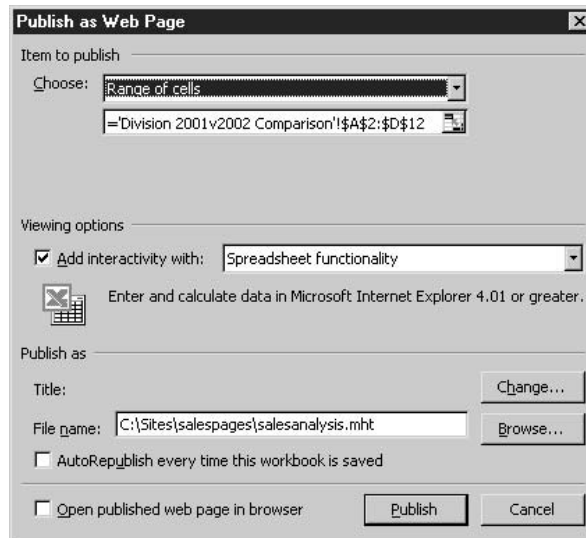 Publish as Web Page
Item to publish
Choose: Range of cells
='Division 2001v2002 Comparison'!$A$2:$D$12
Viewing options
Add interactivity with: Spreadsheet functionality
Enter and calculate data in Microsoft Internet Explorer 4.01 or greater.
Publish as
Title: Change...
File name: C:\Sites\salespages\salesanalysis.mht Browse...
AutoRepublish every time this workbook is saved
Open published web page in browser Publish Cancel